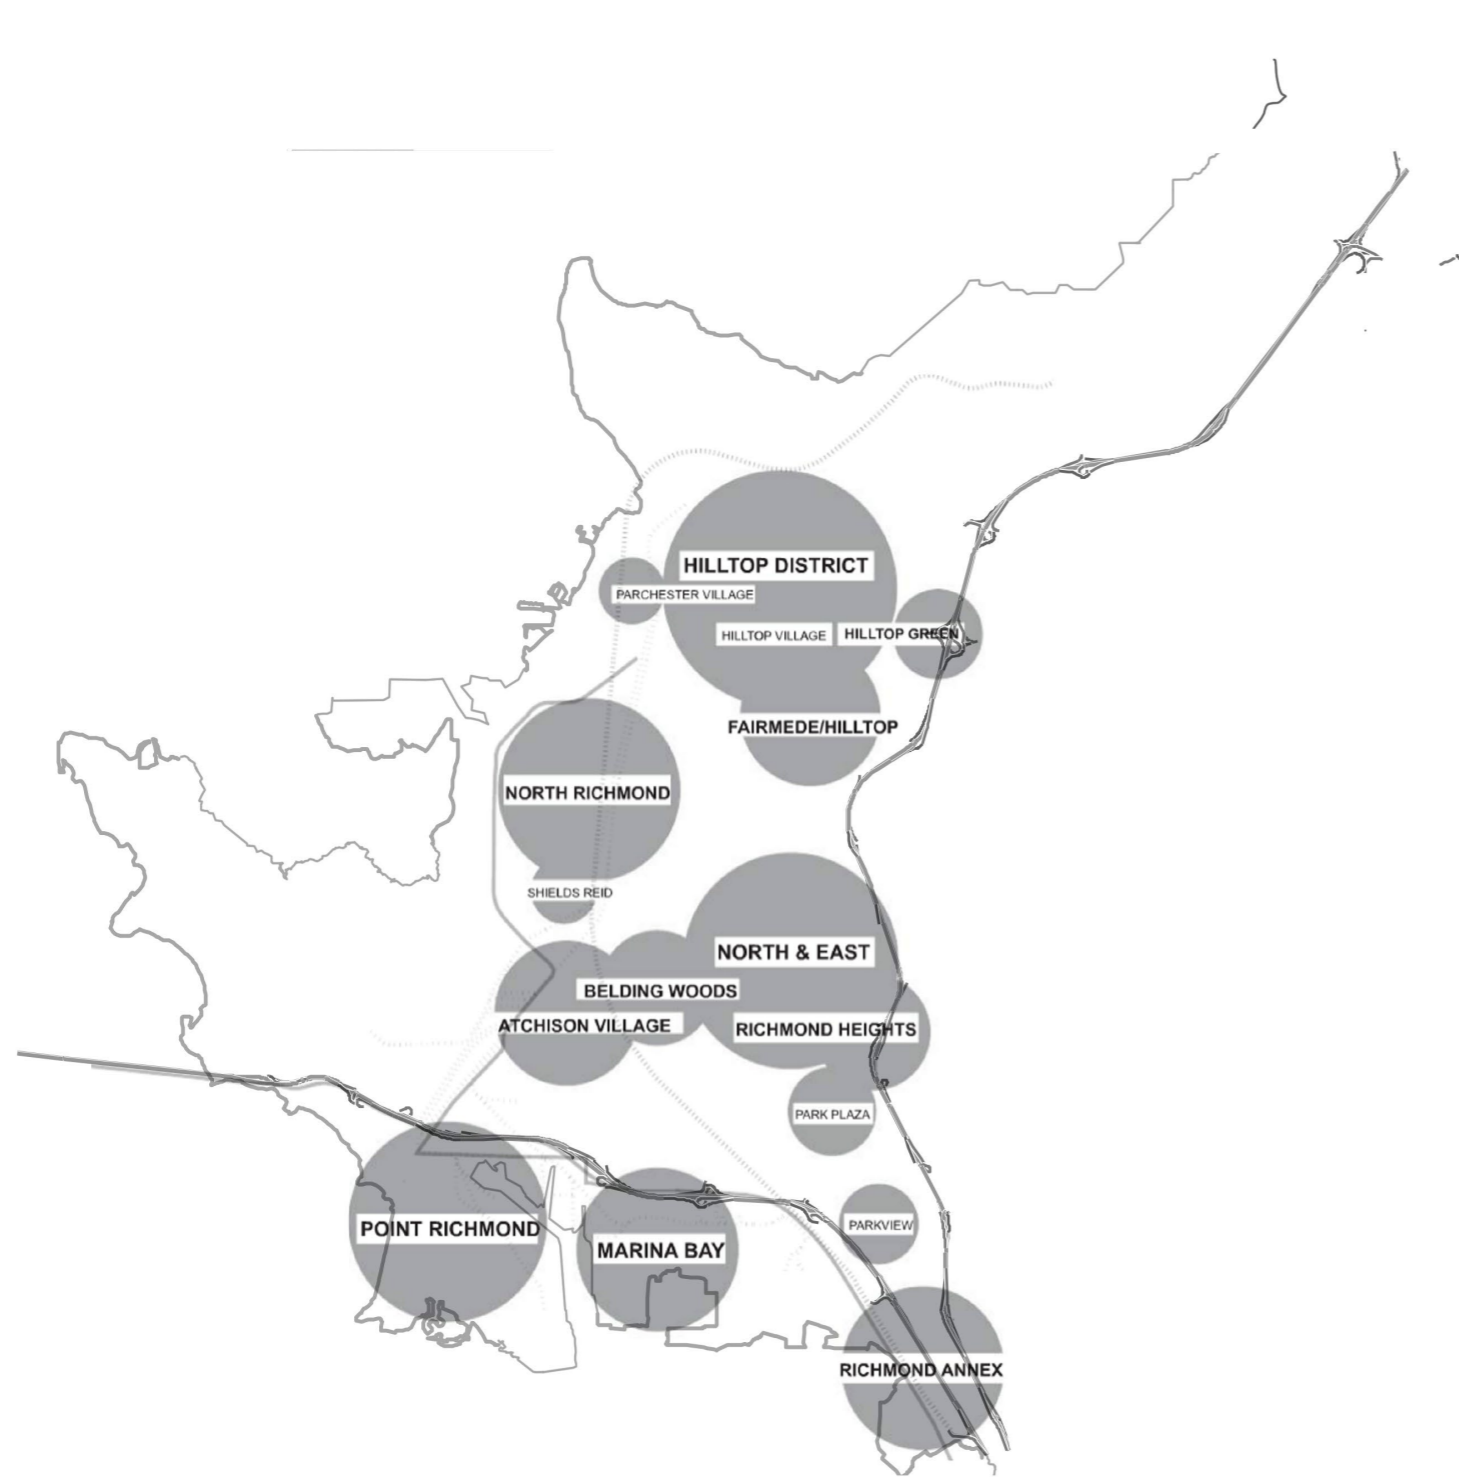 HILLTOP DISTRICT
PARCHESTER VILLAGE
HILLTOP VILLAGE
HILLTOP GREEN
FAIRMEDE/HILLTOP
NORTH RICHMOND
SHIELDS REID
NORTH & EAST
BELDING WOODS
ATCHISON VILLAGE
RICHMOND HEIGHTS
PARK PLAZA
PARKVIEW
POINT RICHMOND
MARINA BAY
RICHMOND ANNEX